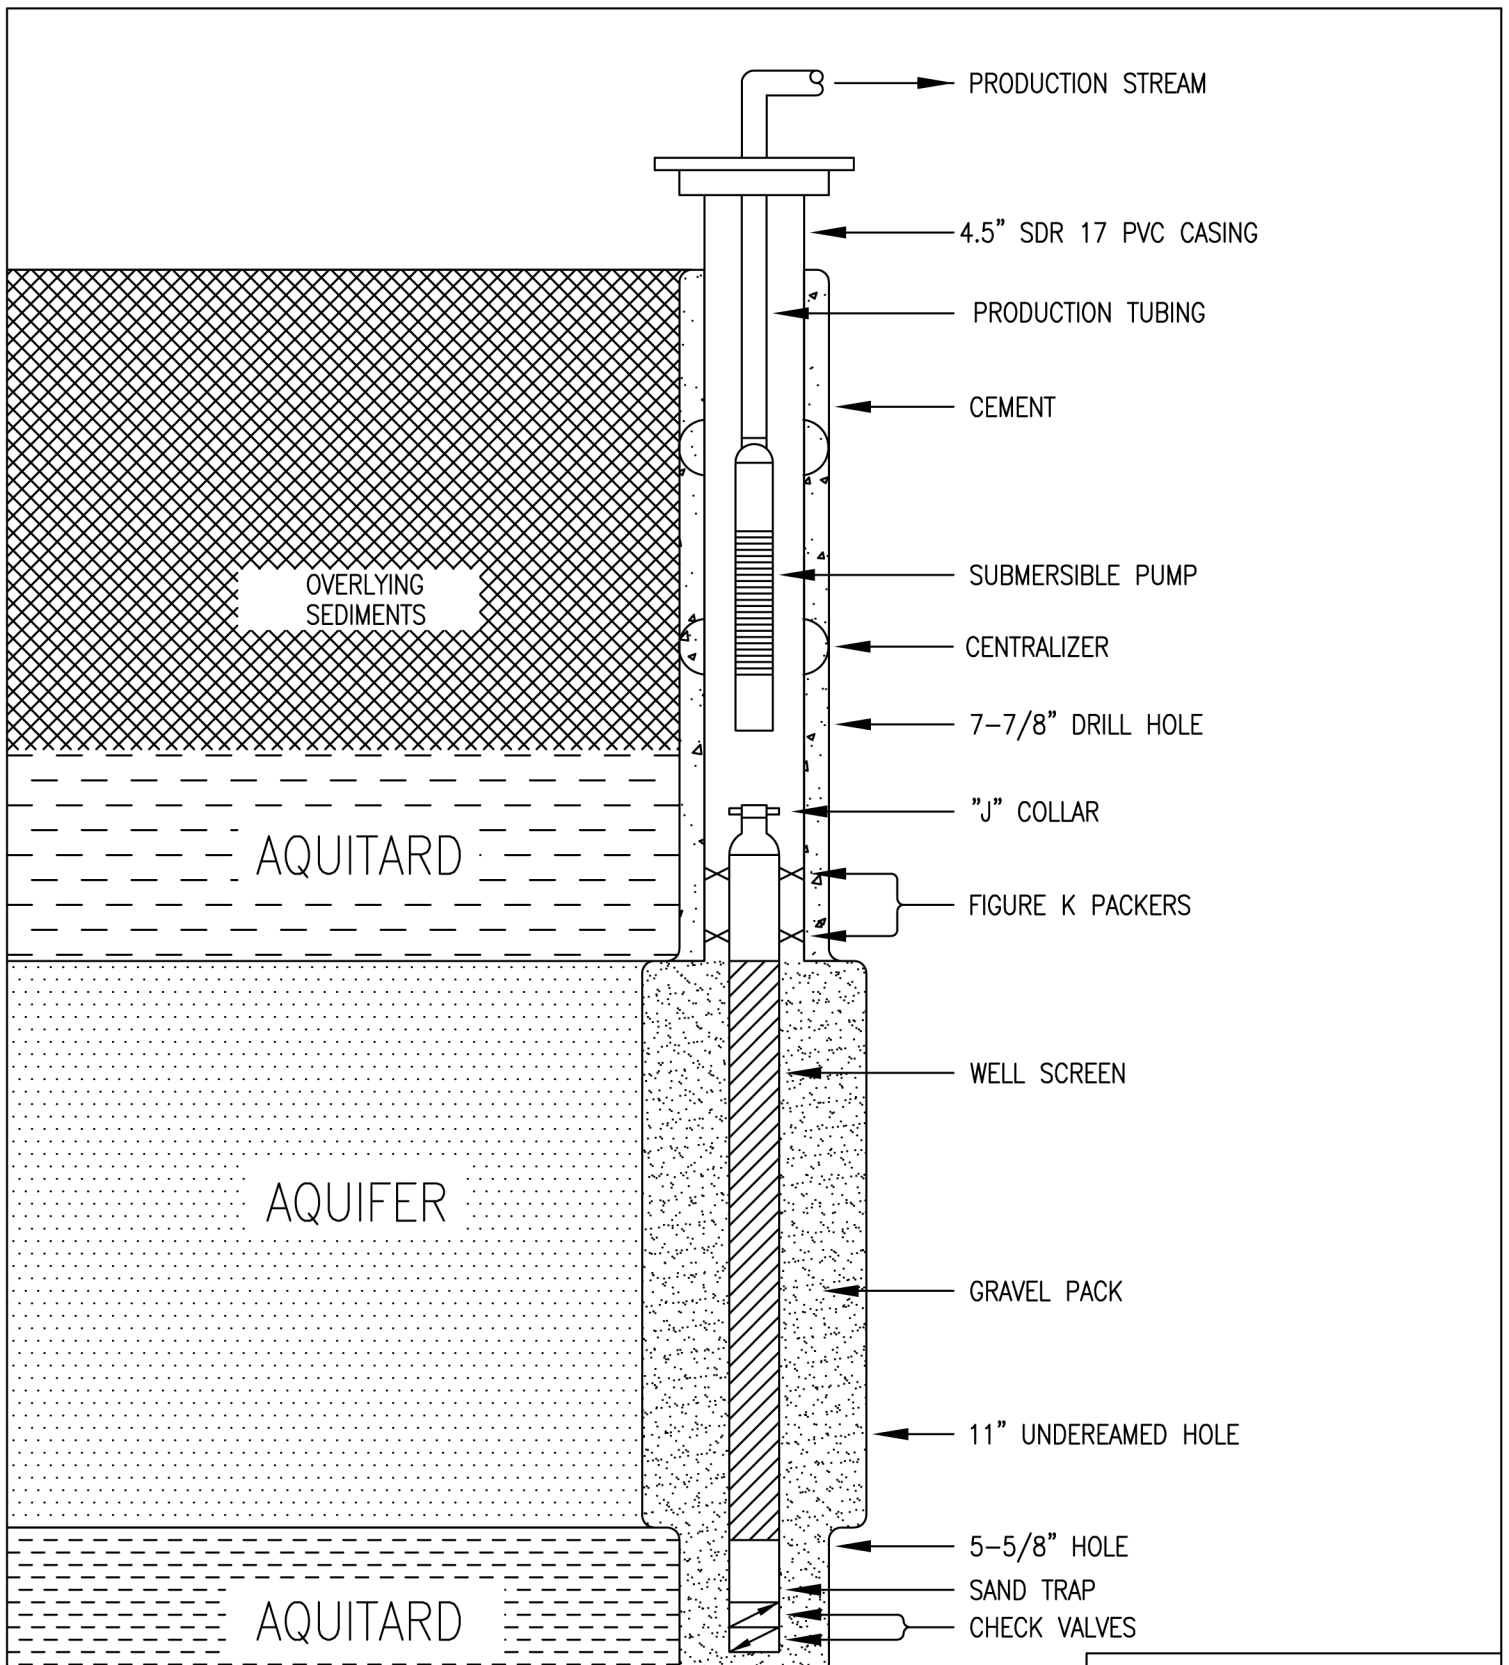 PRODUCTION STREAM
4.5” SDR 17 PVC CASING
PRODUCTION TUBING
CEMENT
OVERLYING
SEDIMENTS
SUBMERSIBLE PUMP
CENTRALIZER
7-7/8” DRILL HOLE
”J” COLLAR
AQUITARD
FIGURE K PACKERS
WELL SCREEN
AQUIFER
GRAVEL PACK
11” UNDEREAMED HOLE
5-5/8” HOLE
SAND TRAP
AQUITARD
CHECK VALVES